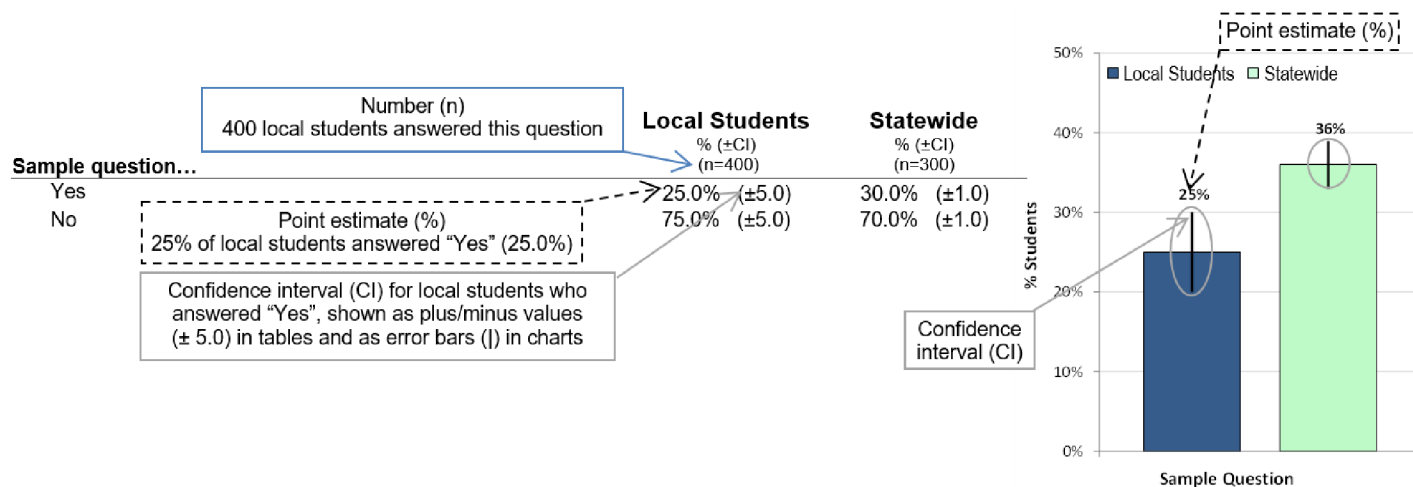 Number (n)
400 local students answered this question
Local Students Statewide
% (±CI) % (±CI)
(n=400) (n=300)
Sample question…
Yes 25.0% (±5.0) 30.0% (±1.0)
No 75.0% (±5.0) 70.0% (±1.0)
Point estimate (%)
25% of local students answered “Yes” (25.0%)
Confidence interval (CI) for local students who
answered “Yes”, shown as plus/minus values
(± 5.0) in tables and as error bars (|) in charts
Point estimate (%)
Local Students Statewide
50%
40%
30%
20%
10%
0%
% Students
25%
36%
Confidence
interval (CI)
Sample Question